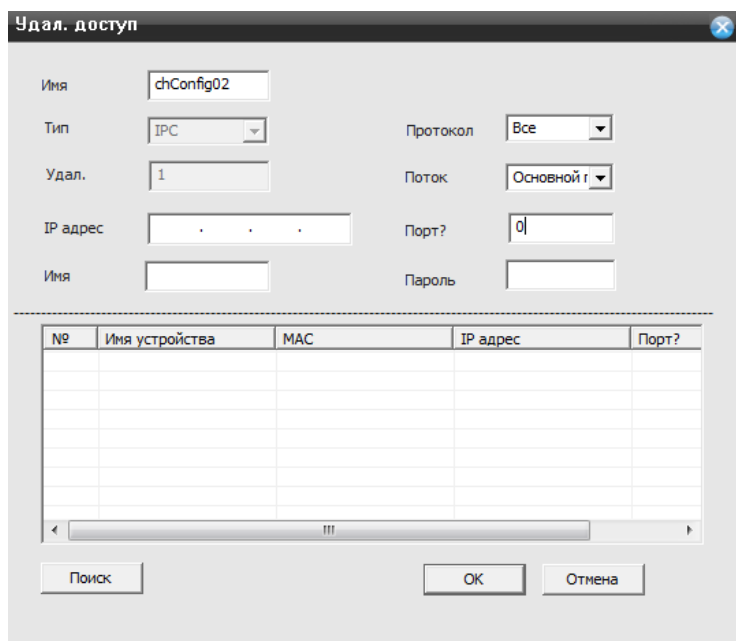 Удал. доступ
Имя chConfig02
Тип IPC Протокол Все
Удал. 1 Поток Основной г
IP адрес . . . Порт? 0
Имя Пароль
№ Имя устройства MAC IP адрес Порт?
Поиск OK Отмена